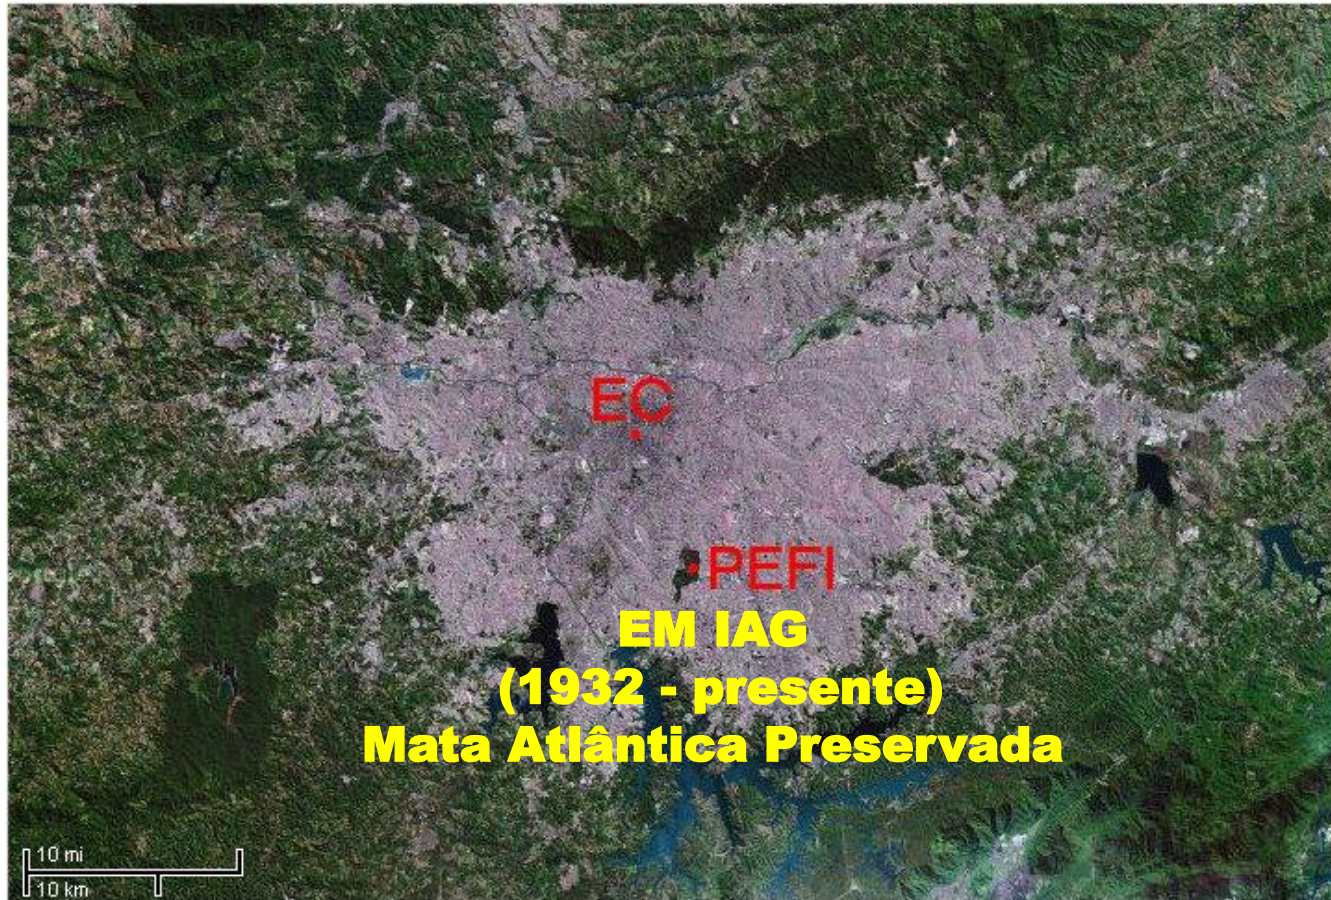 EC
PEFI
EM IAG
(1932 - presente)
Mata Atlântica Preservada
10 mi
10 km